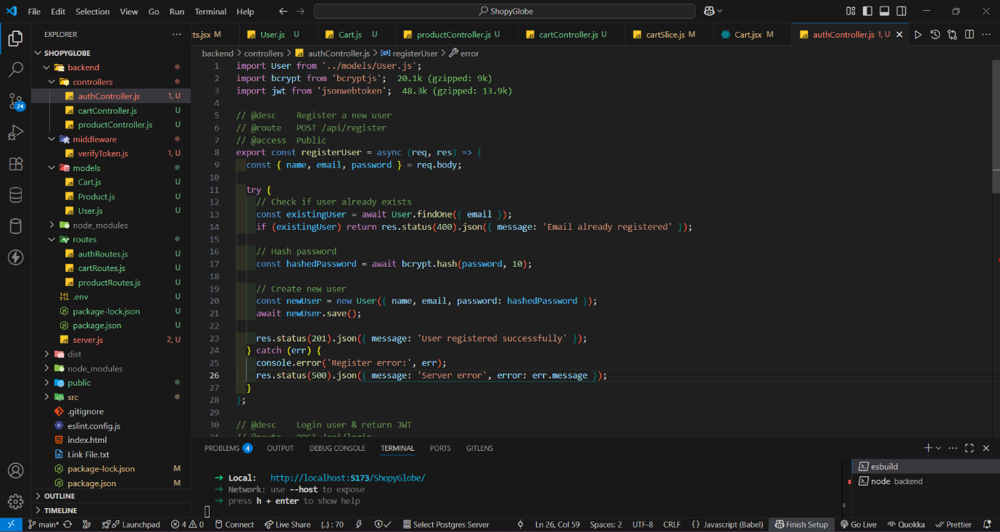 File Edit Selection View Go Run Terminal Help
ShopyGlobe
EXPLORER
ts.jsx M
User.js U
Cart.js U
productController.js U
cartController.js U
cartSlice.js M
Cart.jsx M
authController.js 1, U
backend > controllers > authController.js > registerUser > error
SHOPYGLOBE
backend
controllers
authController.js 1, U
cartController.js U
productController.js U
middleware
verifyToken.js 1, U
models
Cart.js U
Product.js U
User.js U
node_modules
routes
authRoutes.js U
cartRoutes.js U
productRoutes.js U
.env U
package-lock.json U
package.json U
server.js 2, U
dist
node_modules
public
src
.gitignore
eslint.config.js
index.html
Link File.txt
package-lock.json M
package.json M
OUTLINE
TIMELINE
24
1 import User from '../models/User.js';
2 import bcrypt from 'bcryptjs'; 20.1k (gzipped: 9k)
3 import jwt from 'jsonwebtoken'; 48.3k (gzipped: 13.9k)
4
5 // @desc Register a new user
6 // @route POST /api/register
7 // @access Public
8 export const registerUser = async (req, res) => {
9 const { name, email, password } = req.body;
10
11 try {
12 // Check if user already exists
13 const existingUser = await User.findOne({ email });
14 if (existingUser) return res.status(400).json({ message: 'Email already registered' });
15
16 // Hash password
17 const hashedPassword = await bcrypt.hash(password, 10);
18
19 // Create new user
20 const newUser = new User({ name, email, password: hashedPassword });
21 await newUser.save();
22
23 res.status(201).json({ message: 'User registered successfully' });
24 } catch (err) {
25 console.error('Register error:', err);
26 res.status(500).json({ message: 'Server error', error: err.message });
27 }
28 };
29
30 // @desc Login user & return JWT
31 // @route POST /api/login
PROBLEMS 4 OUTPUT DEBUG CONSOLE TERMINAL PORTS GITLENS
➜ Local: http://localhost:5173/ShopyGlobe/
➜ Network: use --host to expose
➜ press h + enter to show help
esbuild
node backend
main* Launchpad 4 0 Connect Live Share {..} : 70 Select Postgres Server Ln 26, Col 59 Spaces: 2 UTF-8 CRLF {} Javascript (Babel) Finish Setup Go Live Quokka Prettier